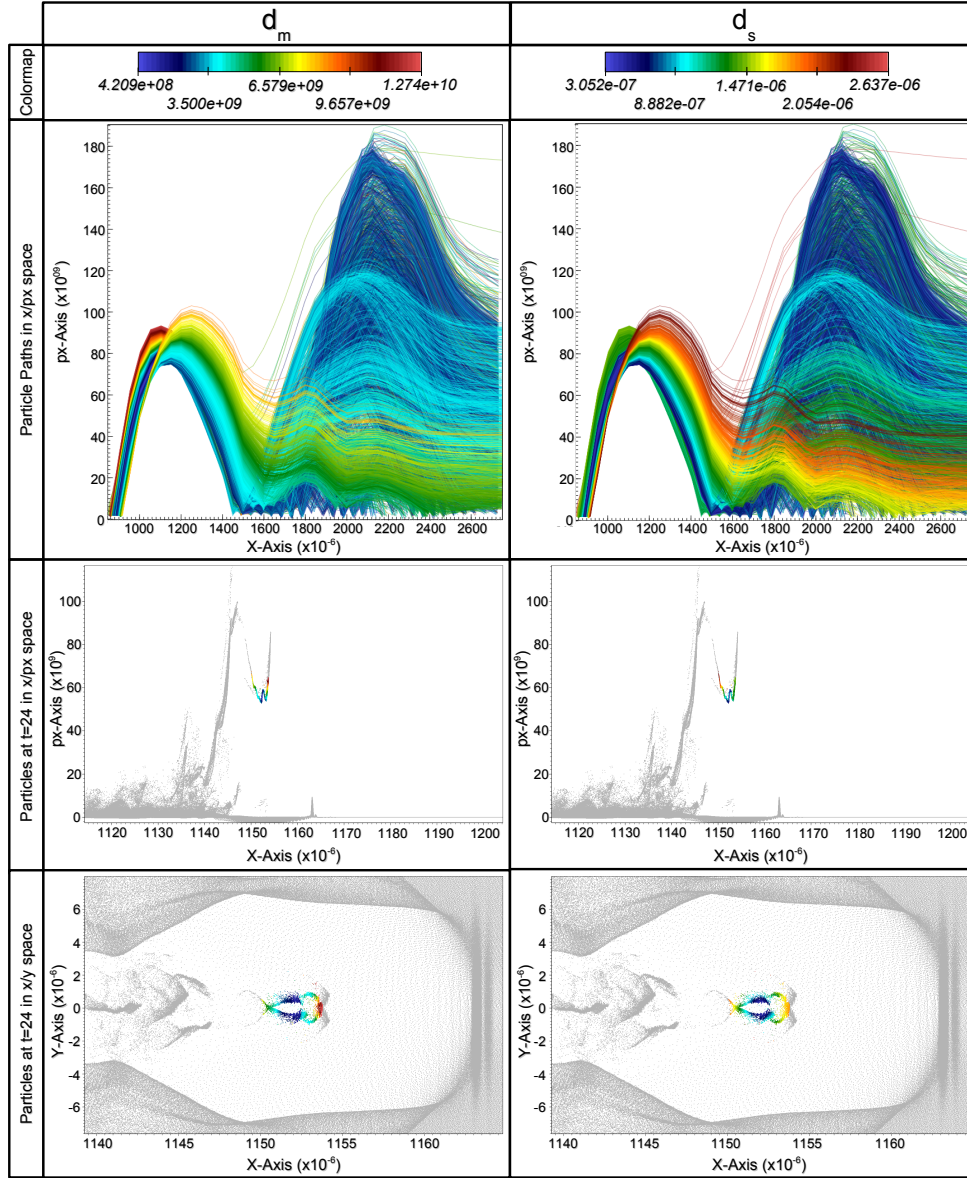 d_m
d_s
Colormap
4.209e+08
3.500e+09
6.579e+09
9.657e+09
1.274e+10
3.052e-07
8.882e-07
1.471e-06
2.054e-06
2.637e-06
Particle Paths in x/px space
px-Axis (x10^09)
180
160
140
120
100
80
60
40
20
0
1000 1200 1400 1600 1800 2000 2200 2400 2600
X-Axis (x10^-6)
px-Axis (x10^09)
180
160
140
120
100
80
60
40
20
0
1000 1200 1400 1600 1800 2000 2200 2400 2600
X-Axis (x10^-6)
Particles at t=24 in x/px space
px-Axis (x10^9)
100
80
60
40
20
0
1120 1130 1140 1150 1160 1170 1180 1190 1200
X-Axis (x10^-6)
px-Axis (x10^9)
100
80
60
40
20
0
1120 1130 1140 1150 1160 1170 1180 1190 1200
X-Axis (x10^-6)
Particles at t=24 in x/y space
Y-Axis (x10^-6)
6
4
2
0
-2
-4
-6
1140 1145 1150 1155 1160
X-Axis (x10^-6)
Y-Axis (x10^-6)
6
4
2
0
-2
-4
-6
1140 1145 1150 1155 1160
X-Axis (x10^-6)